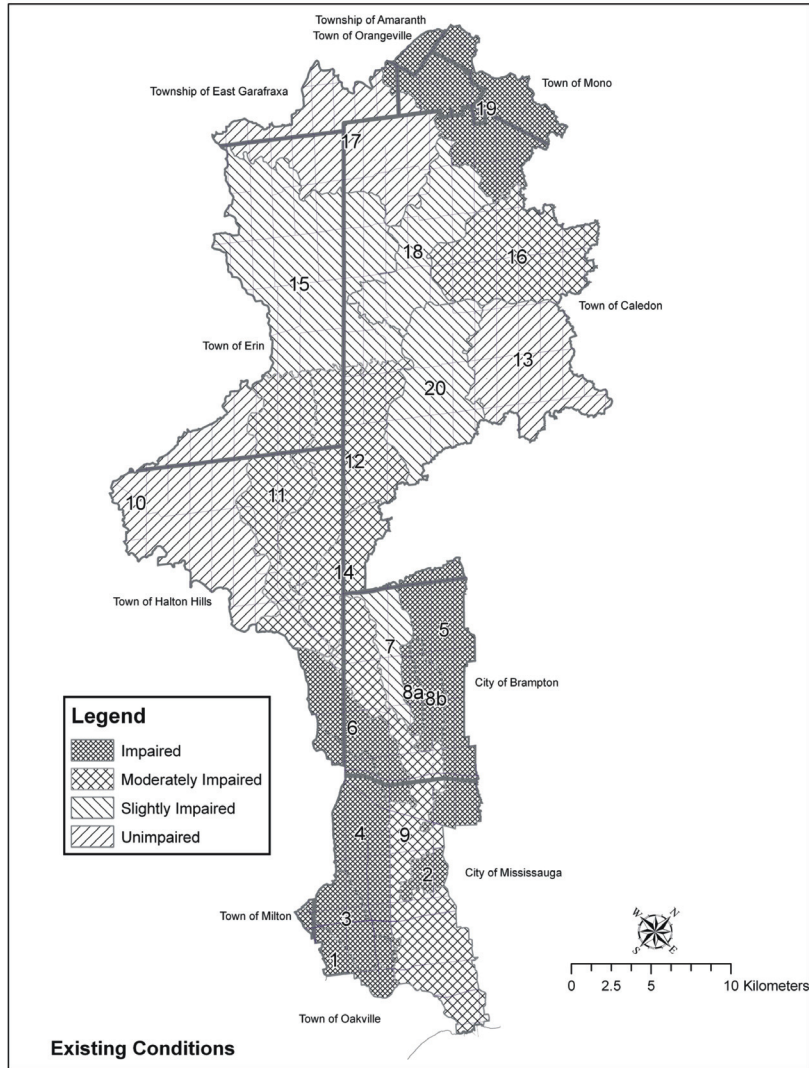 Township of Amaranth
Town of Orangeville
Township of East Garafraxa
Town of Mono
19
17
18
16
15
Town of Caledon
Town of Erin
13
20
12
10
11
14
Town of Halton Hills
7
5
8a
8b
City of Brampton
6
Legend
Impaired
Moderately Impaired
Slightly Impaired
Unimpaired
4
9
2
City of Mississauga
Town of Milton
3
1
W N
S E
0 2.5 5 10 Kilometers
Town of Oakville
Existing Conditions